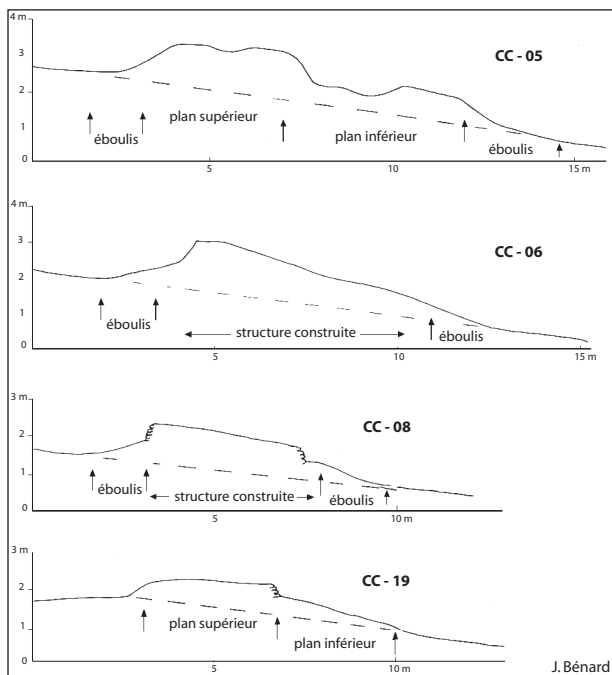 4 m
CC - 05
3
2
plan supérieur
plan inférieur
1
éboulis
éboulis
0
5
10
15 m
4 m
3
CC - 06
2
éboulis
1
structure construite
éboulis
0
5
10
15 m
3 m
CC - 08
2
1
éboulis
structure construite
éboulis
0
5
10 m
3 m
CC - 19
2
1
plan supérieur
plan inférieur
0
5
10 m
J. Bénard